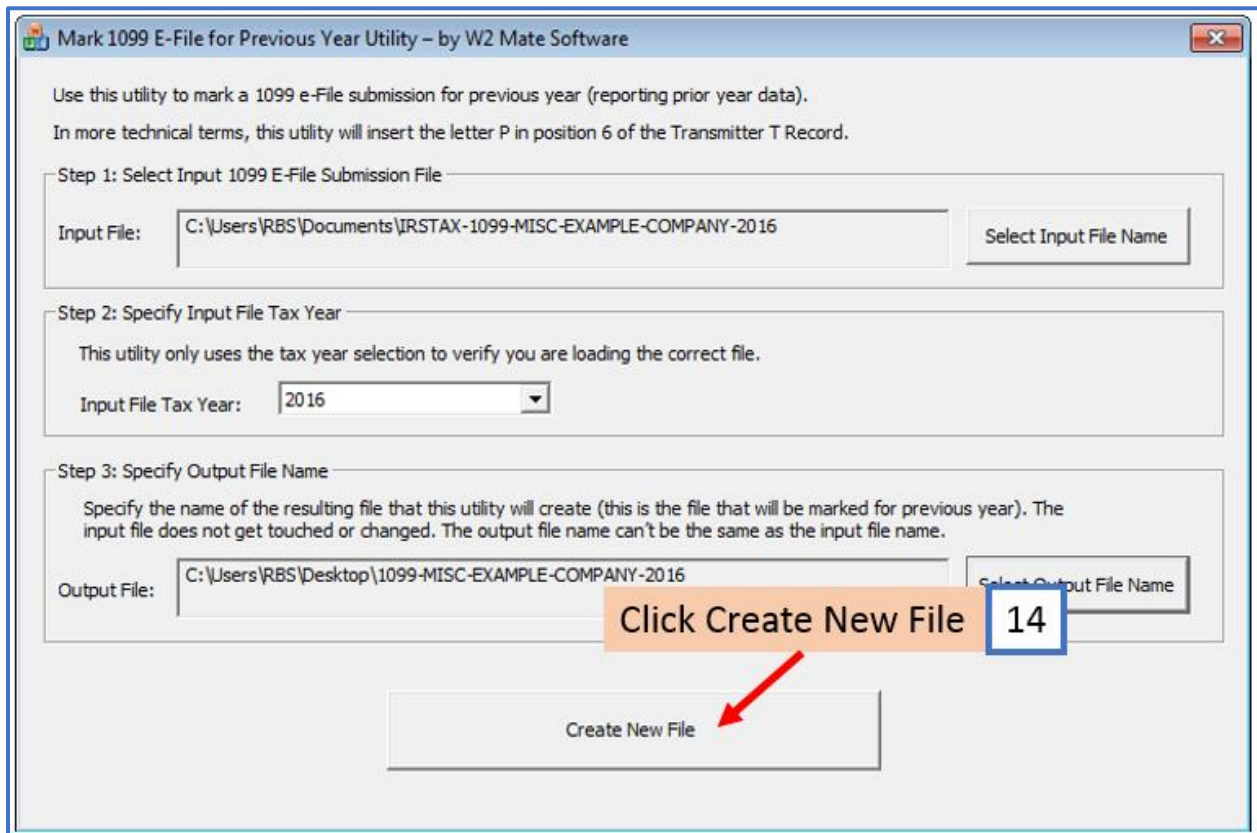 Mark 1099 E-File for Previous Year Utility – by W2 Mate Software
Use this utility to mark a 1099 e-File submission for previous year (reporting prior year data).
In more technical terms, this utility will insert the letter P in position 6 of the Transmitter T Record.
Step 1: Select Input 1099 E-File Submission File
Input File:
C:\Users\RBS\Documents\IRSTAX-1099-MISC-EXAMPLE-COMPANY-2016
Select Input File Name
Step 2: Specify Input File Tax Year
This utility only uses the tax year selection to verify you are loading the correct file.
Input File Tax Year:
2016
Step 3: Specify Output File Name
Specify the name of the resulting file that this utility will create (this is the file that will be marked for previous year). The
input file does not get touched or changed. The output file name can't be the same as the input file name.
Output File:
C:\Users\RBS\Desktop\1099-MISC-EXAMPLE-COMPANY-2016
Select Output File Name
Click Create New File
14
Create New File